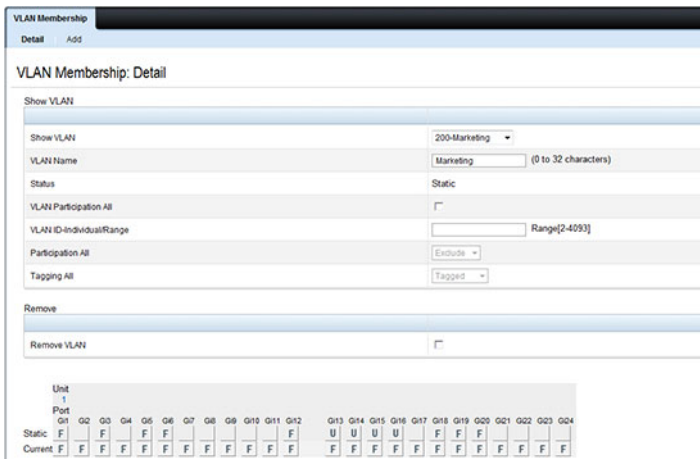 VLAN Membership
Detail Add
VLAN Membership: Detail
Show VLAN
Show VLAN 200-Marketing
VLAN Name Marketing (0 to 32 characters)
Status Static
VLAN Participation All
VLAN ID-Individual/Range Range[2-4093]
Participation All Exclude
Tagging All Tagged
Remove
Remove VLAN
Unit
1
Port
Gi1 Gi2 Gi3 Gi4 Gi5 Gi6 Gi7 Gi8 Gi9 Gi10 Gi11 Gi12 Gi13 Gi14 Gi15 Gi16 Gi17 Gi18 Gi19 Gi20 Gi21 Gi22 Gi23 Gi24
Static F F F F F U U U U F F F
Current F F F F F F F F F F F F F F F F F F F F F F F F